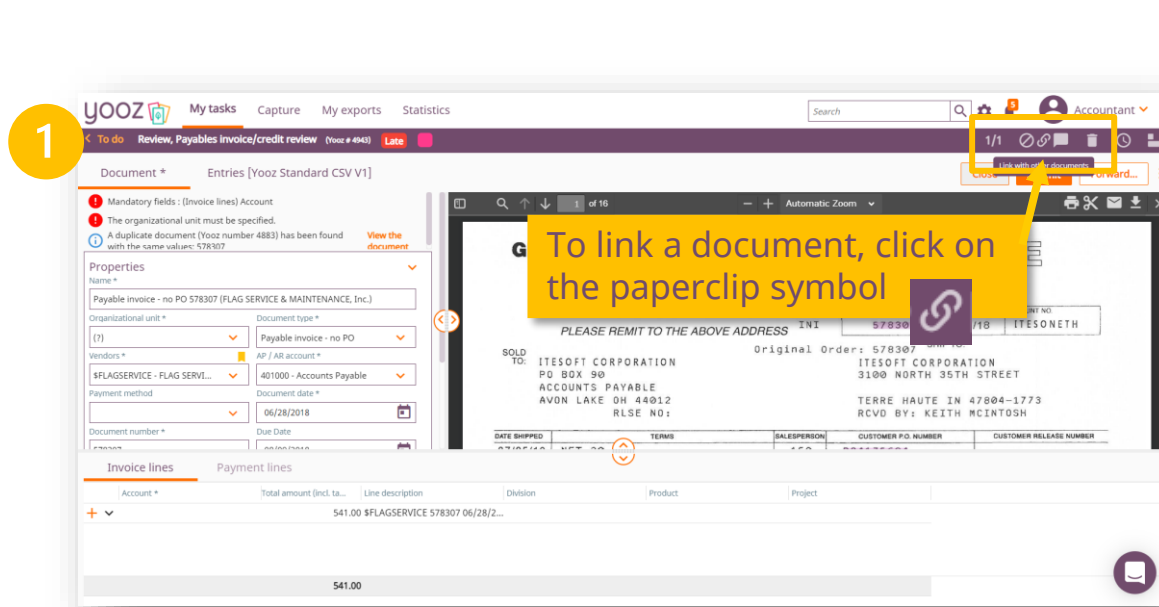 1
yooz My tasks Capture My exports Statistics Search 5 Accountant
To do Review, Payables invoice/credit review (Yooz # 4943) Late 1/1
Link with other documents
Document * Entries [Yooz Standard CSV V1] Close Forward...
Mandatory fields : (Invoice lines) Account
The organizational unit must be specified.
A duplicate document (Yooz number 4883) has been found with the same values: 578307
View the document
1 of 16 Automatic Zoom
Properties
Name *
Payable invoice - no PO 578307 (FLAG SERVICE & MAINTENANCE, Inc.)
Organizational unit * Document type *
(?) Payable invoice - no PO
Vendors * AP / AR account *
$FLAGSERVICE - FLAG SERVI... 401000 - Accounts Payable
Payment method Document date *
06/28/2018
Document number * Due Date
G
To link a document, click on
the paperclip symbol
PLEASE REMIT TO THE ABOVE ADDRESS INI 57830 /18 ITESONETH
Original Order: 578307
SOLD TO: ITESOFT CORPORATION ITESOFT CORPORATION
PO BOX 90 3100 NORTH 35TH STREET
ACCOUNTS PAYABLE
AVON LAKE OH 44012 TERRE HAUTE IN 47804-1773
RLSE NO: RCVD BY: KEITH MCINTOSH
DATE SHIPPED TERMS SALESPERSON CUSTOMER P.O. NUMBER CUSTOMER RELEASE NUMBER
Invoice lines Payment lines
Account * Total amount (incl. ta... Line description Division Product Project
541.00 $FLAGSERVICE 578307 06/28/2...
541.00